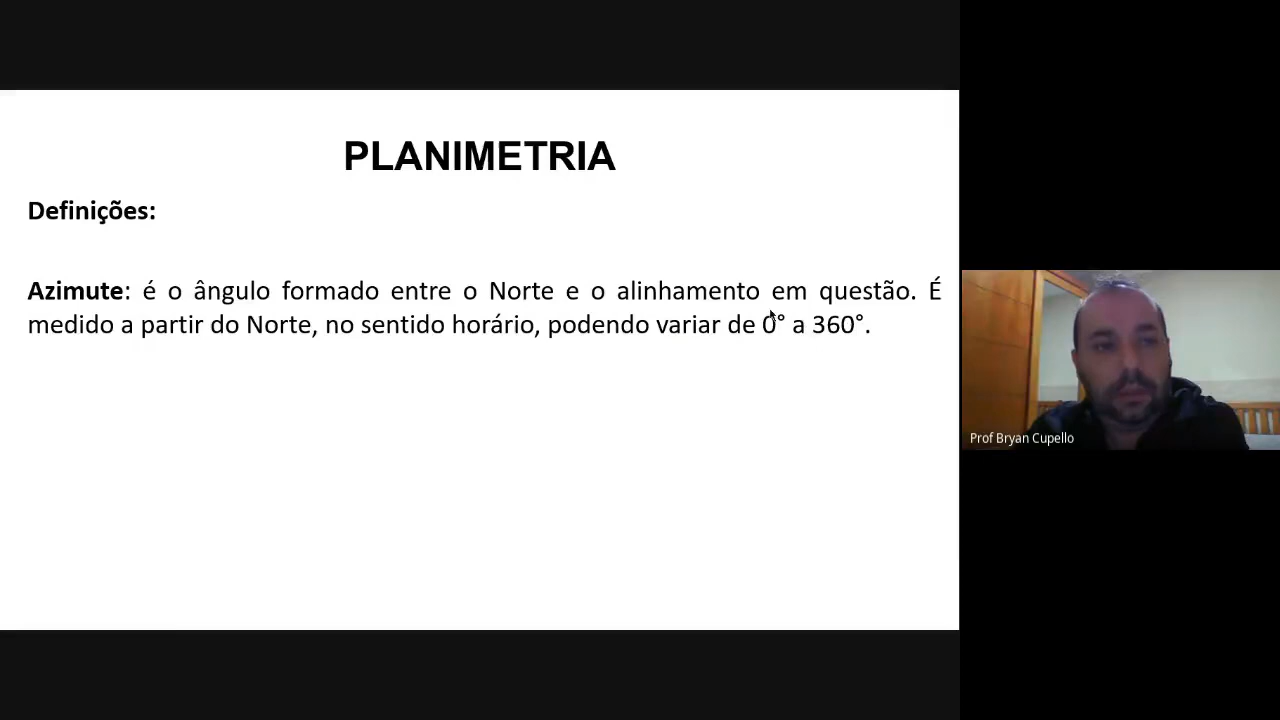 PLANIMETRIA
Definições:
Azimute: é o ângulo formado entre o Norte e o alinhamento em questão. É
medido a partir do Norte, no sentido horário, podendo variar de 0° a 360°.
Prof Bryan Cupello